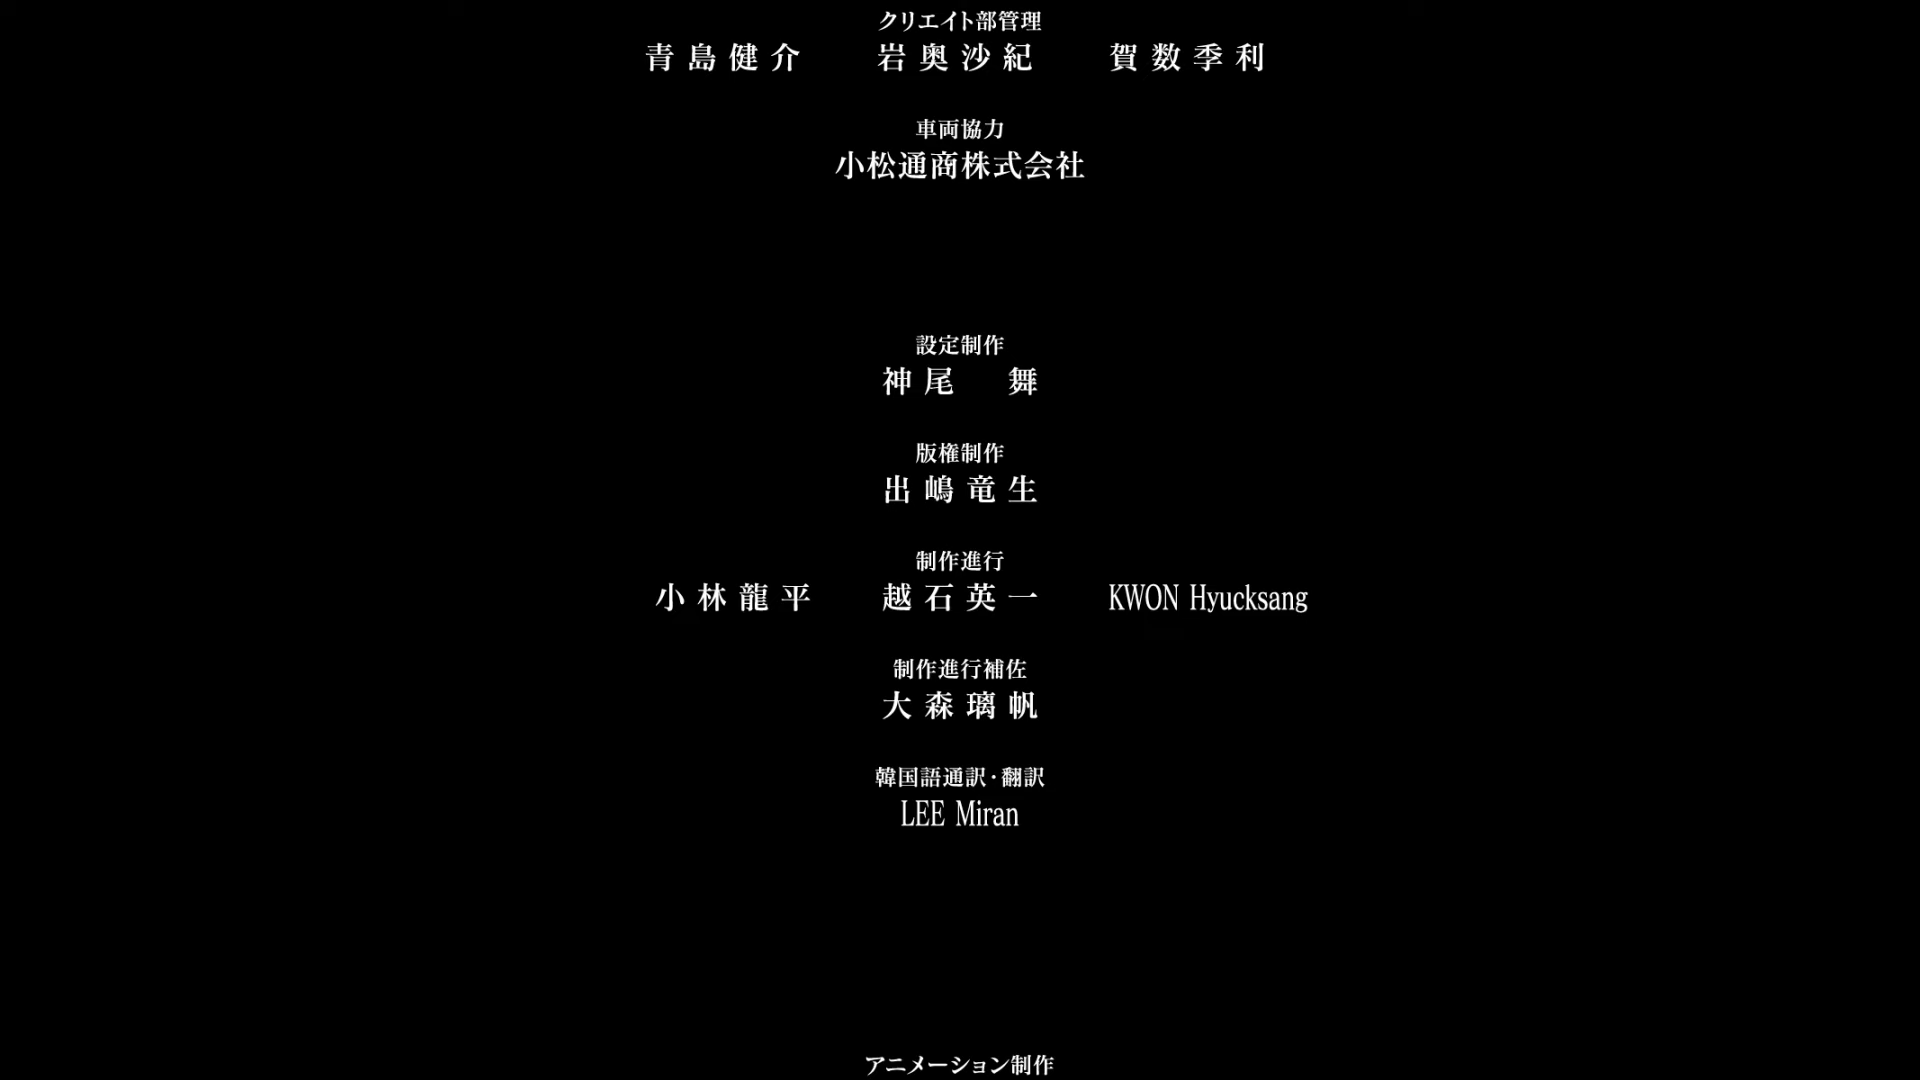 クリエイト部管理
青島健介 岩奥沙紀 賀数季利
車両協力
小松通商株式会社
設定制作
神尾 舞
版権制作
出嶋竜生
制作進行
小林龍平 越石英一 KWON Hyucksang
制作進行補佐
大森璃帆
韓国語通訳・翻訳
LEE Miran
アニメーション制作